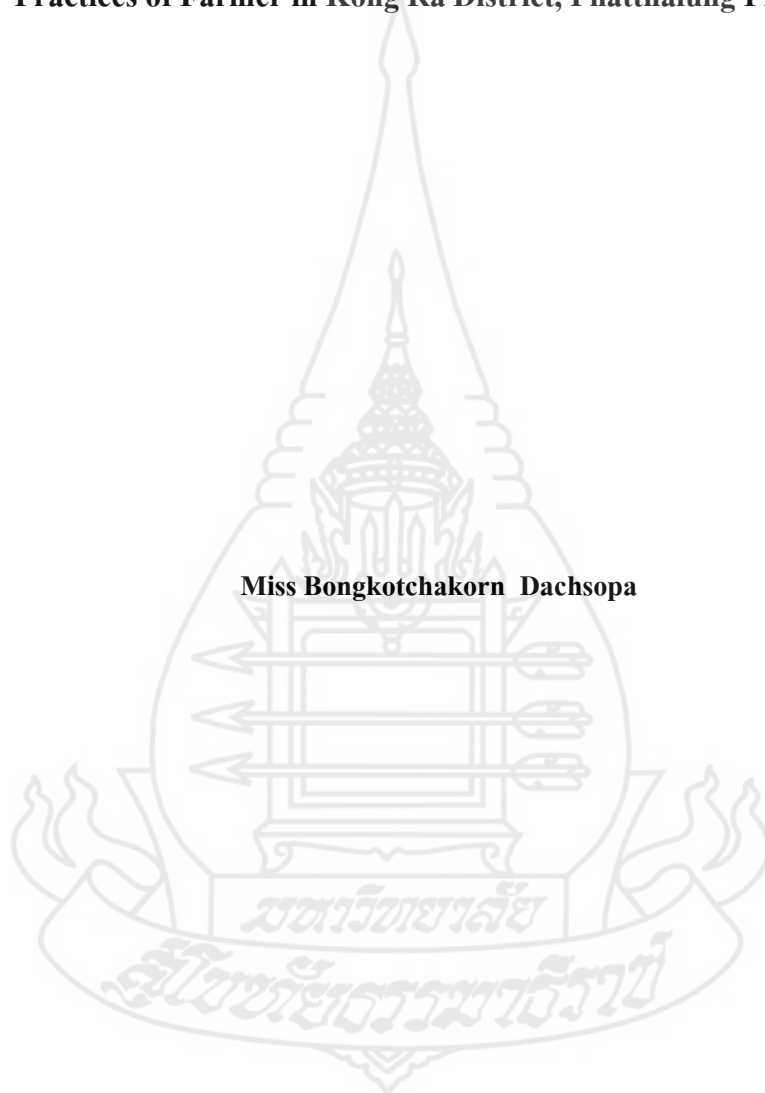 Practices of Farmer in Kong Ra District, Phatthalung
Miss Bongkotchakorn Dachsopa
มหาวิทยาลัย
สุโขทัยธรรมาธิราช